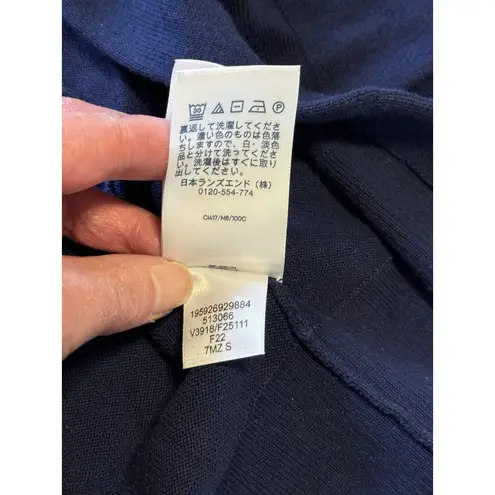 30
P
裏返して洗濯してくださ
い。濃い色のものは色落
ちしますので、白・淡色
品と分けて洗ってくださ
い。洗濯後はすぐに取り
出してください。
日本ランズエンド（株）
0120-554-774
CI417/MB/100C
195926929884
513066
V3918/F25111
F22
7MZ S